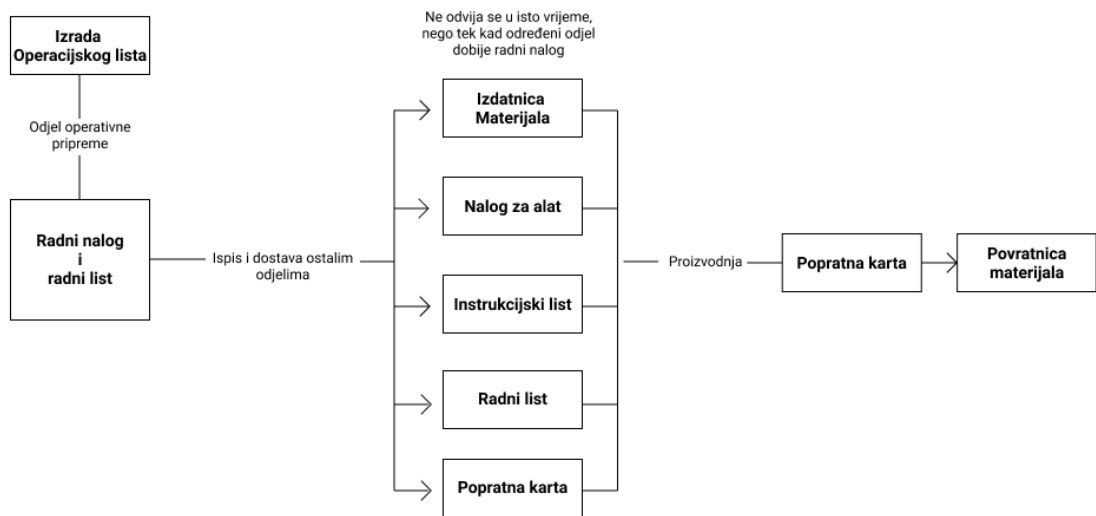 Izrada
Operacijskog lista
Odjel operativne
pripreme
Radni nalog
i
radni list
Ispis i dostava ostalim
odjelima
Ne odvija se u isto vrijeme,
nego tek kad određeni odjel
dobije radni nalog
Izdatnica
Materijala
Nalog za alat
Instrukcijski list
Radni list
Popratna karta
Proizvodnja
Popratna karta
Povratnica
materijala